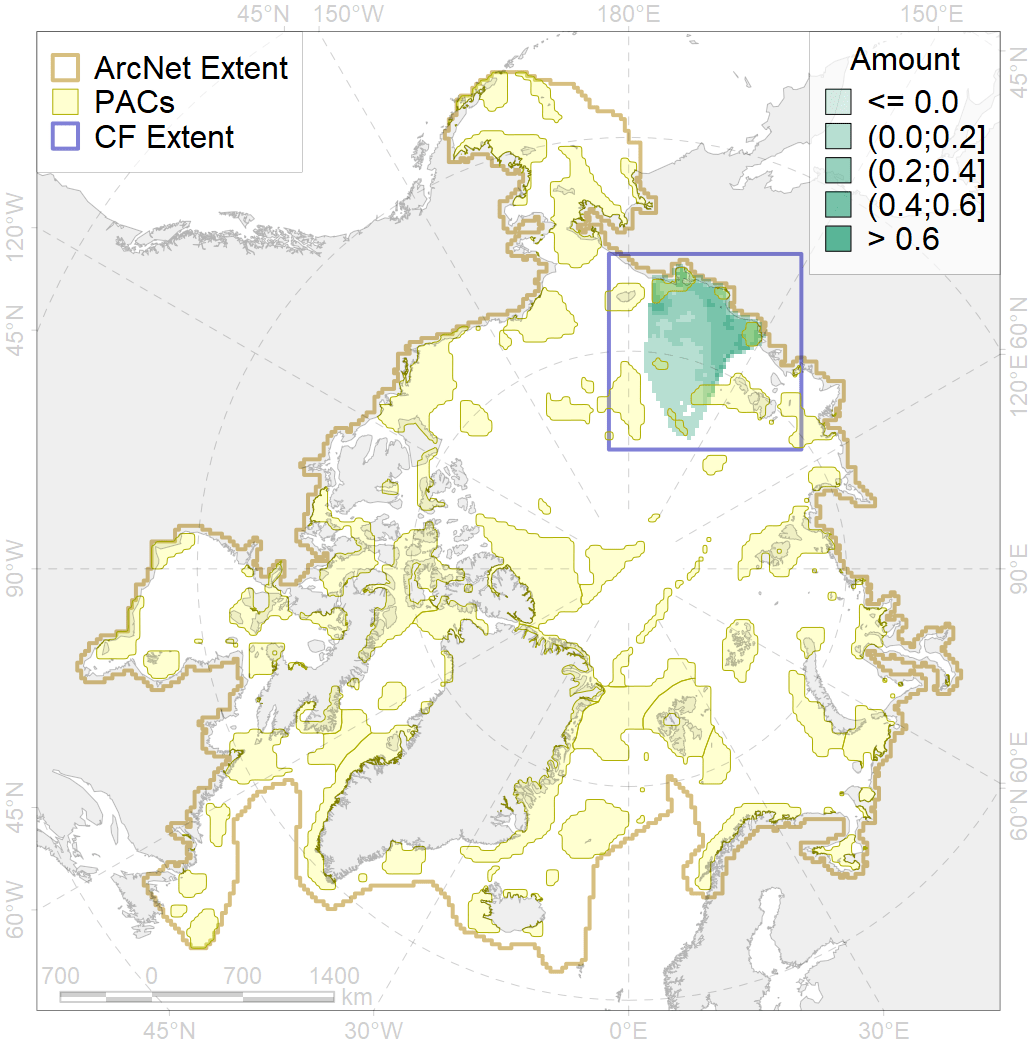 45°N 150°W 180°E 150°E
ArcNet Extent
PACs
CF Extent
Amount
<= 0.0
(0.0;0.2]
(0.2;0.4]
(0.4;0.6]
> 0.6
45°N
120°W
60°N
45°N
120°E
90°W
90°E
60°E
45°N
60°N
60°W
700 0 700 1400
km
45°N 30°W 0°E 30°E